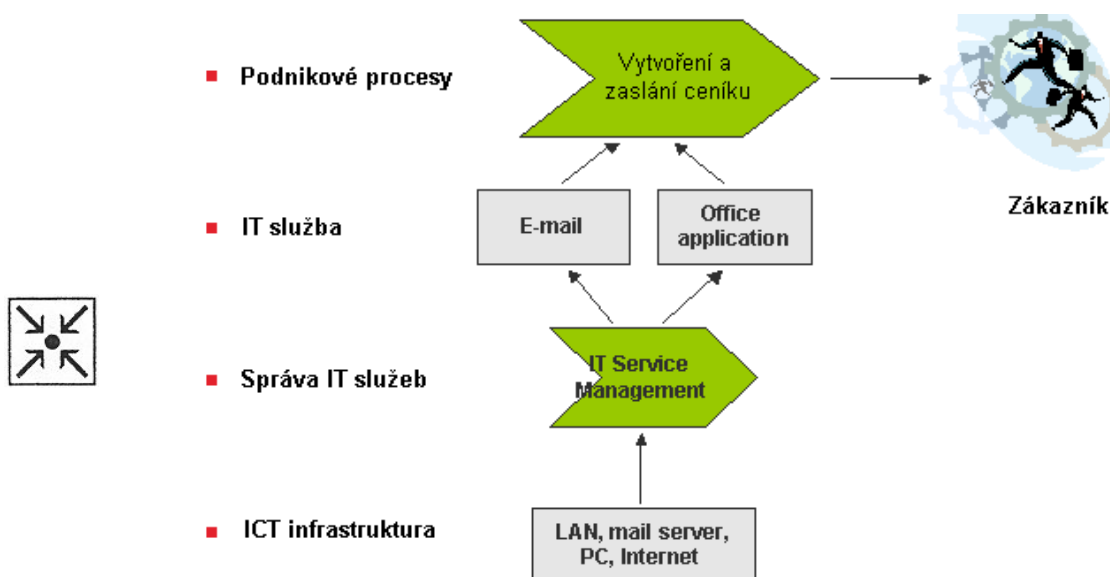 Podnikové procesy
Vytvoření a
zaslání ceníku
Zákazník
IT služba
E-mail
Office
application
Správa IT služeb
IT Service
Management
ICT infrastruktura
LAN, mail server,
PC, Internet